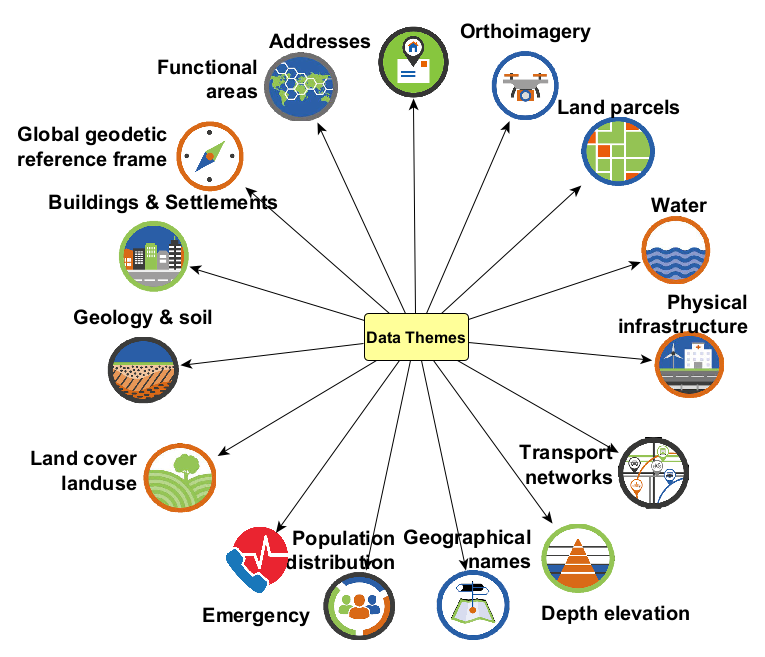 Addresses
Orthoimagery
Functional
areas
Land parcels
Global geodetic
reference frame
Buildings & Settlements
Water
Geology & soil
Physical
infrastructure
Data Themes
Land cover
landuse
Transport
networks
Population
distribution
Geographical
names
Emergency
Depth elevation